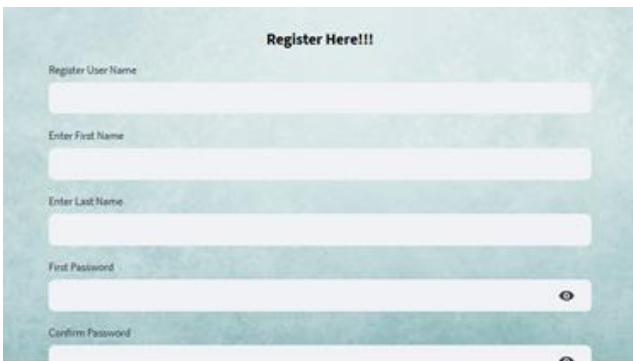 Register Here!!!
Register User Name
Enter First Name
Enter Last Name
First Password
Confirm Password